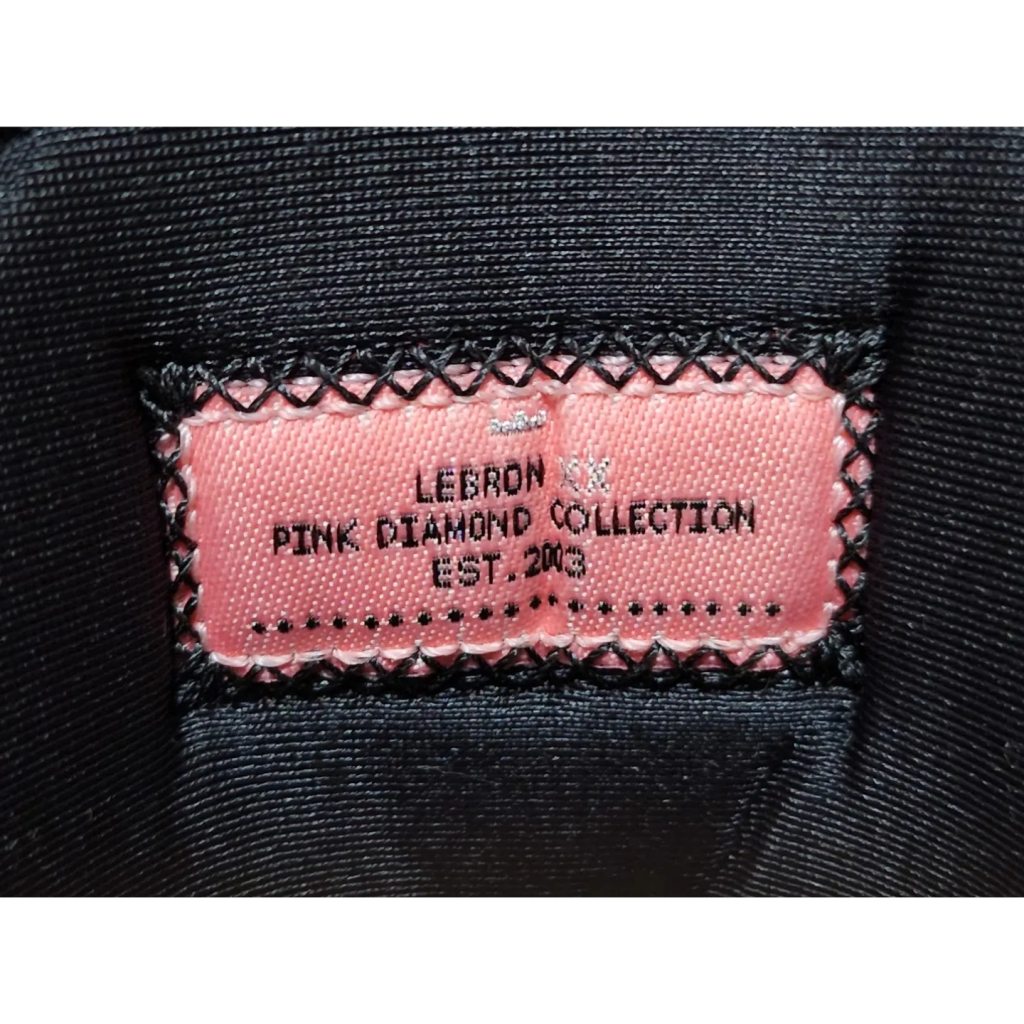 LEBRON XX
PINK DIAMOND COLLECTION
EST.2003